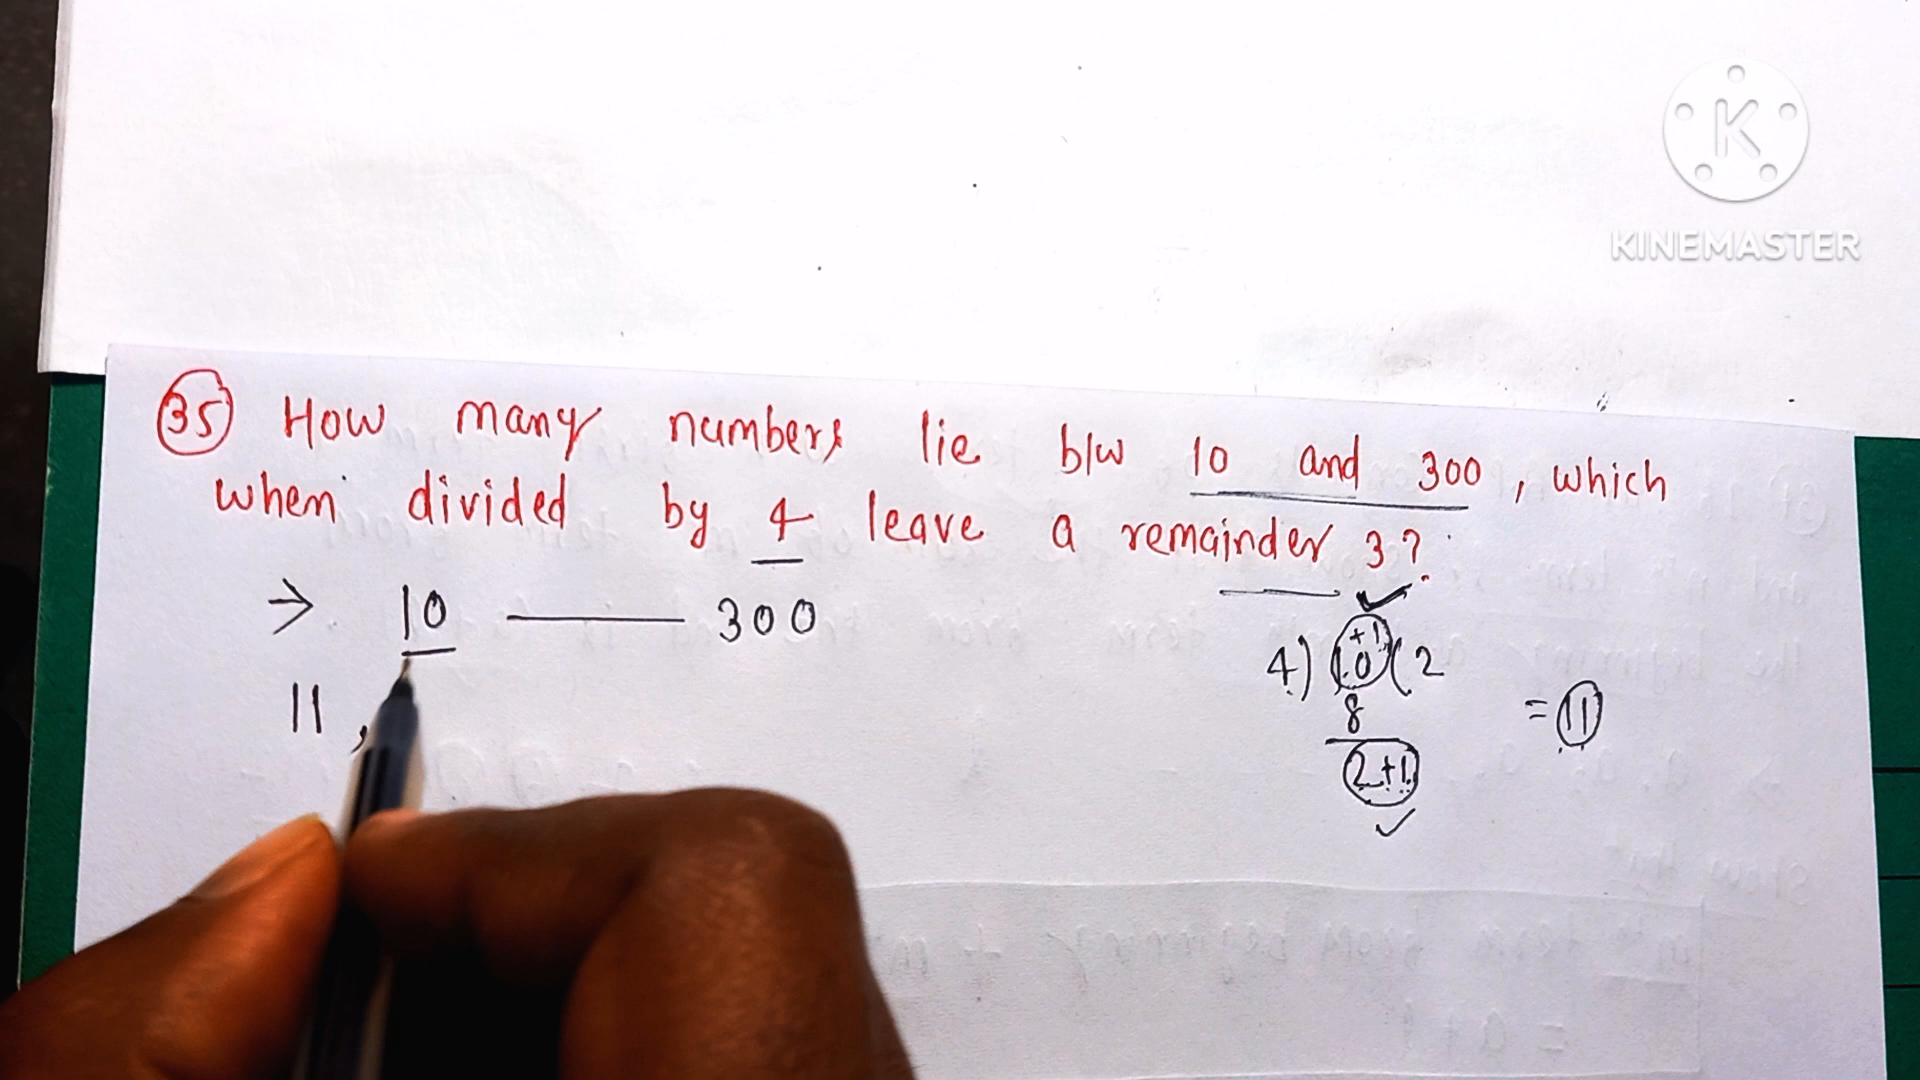 K
KINEMASTER
35 How many numbers lie b/w 10 and 300, which
when divided by 4 leave a remainder 3?
→ 10 —— 300
11 ,
+1
4) 10 (2
8
2+1
= 11